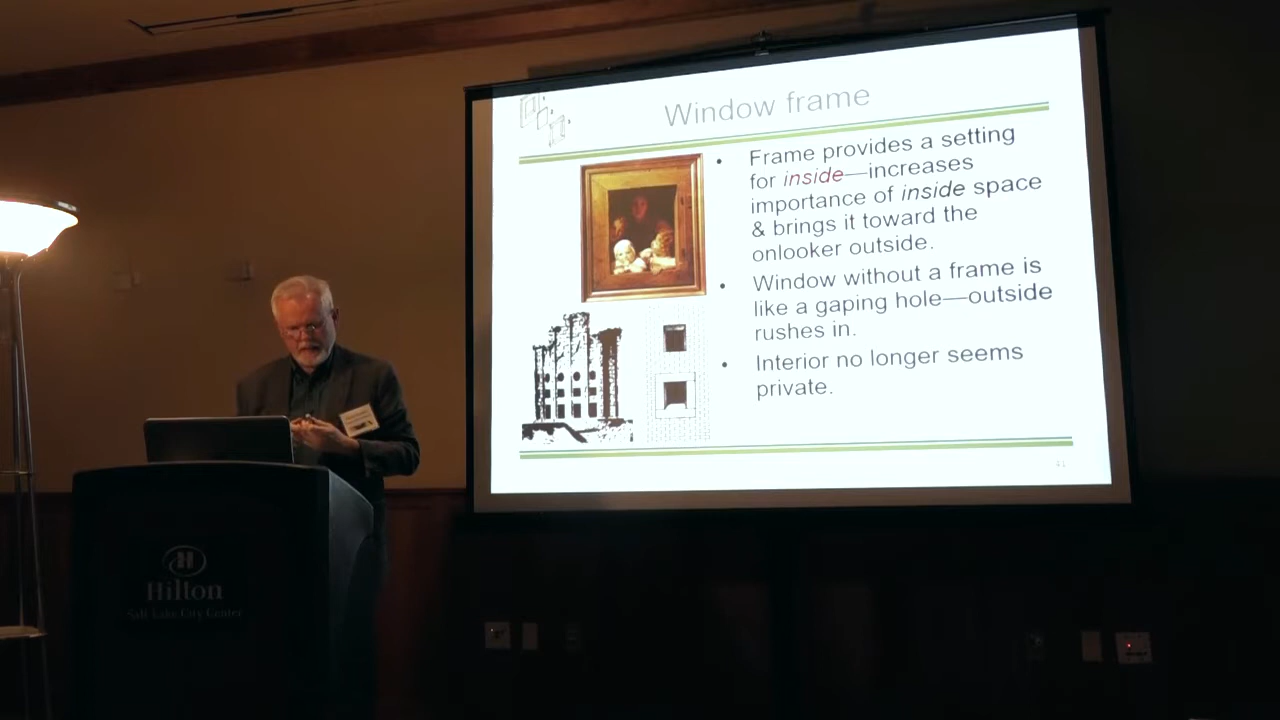 Window frame
• Frame provides a setting
for inside—increases
importance of inside space
& brings it toward the
onlooker outside.
• Window without a frame is
like a gaping hole—outside
rushes in.
• Interior no longer seems
private.
41
H
Hilton
Salt Lake City Center